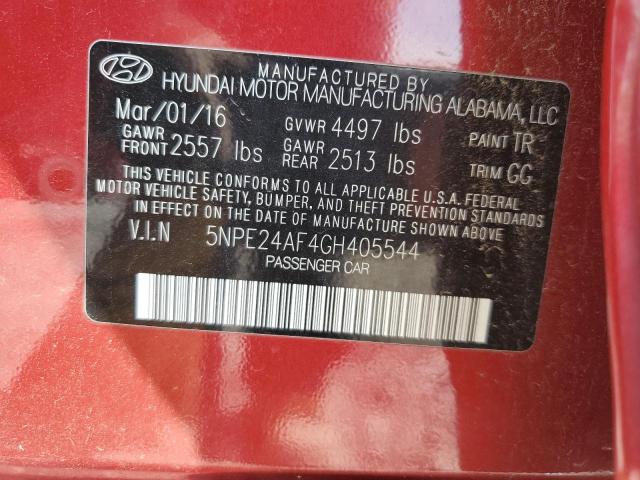 MANUFACTURED BY
HYUNDAI MOTOR MANUFACTURING ALABAMA, LLC
Mar/01/16 GVWR 4497 lbs PAINT TR
GAWR FRONT 2557 lbs GAWR REAR 2513 lbs TRIM GG
THIS VEHICLE CONFORMS TO ALL APPLICABLE U.S.A. FEDERAL
MOTOR VEHICLE SAFETY, BUMPER, AND THEFT PREVENTION STANDARDS
IN EFFECT ON THE DATE OF MANUFACTURE SHOWN ABOVE.
V.I.N 5NPE24AF4GH405544
PASSENGER CAR